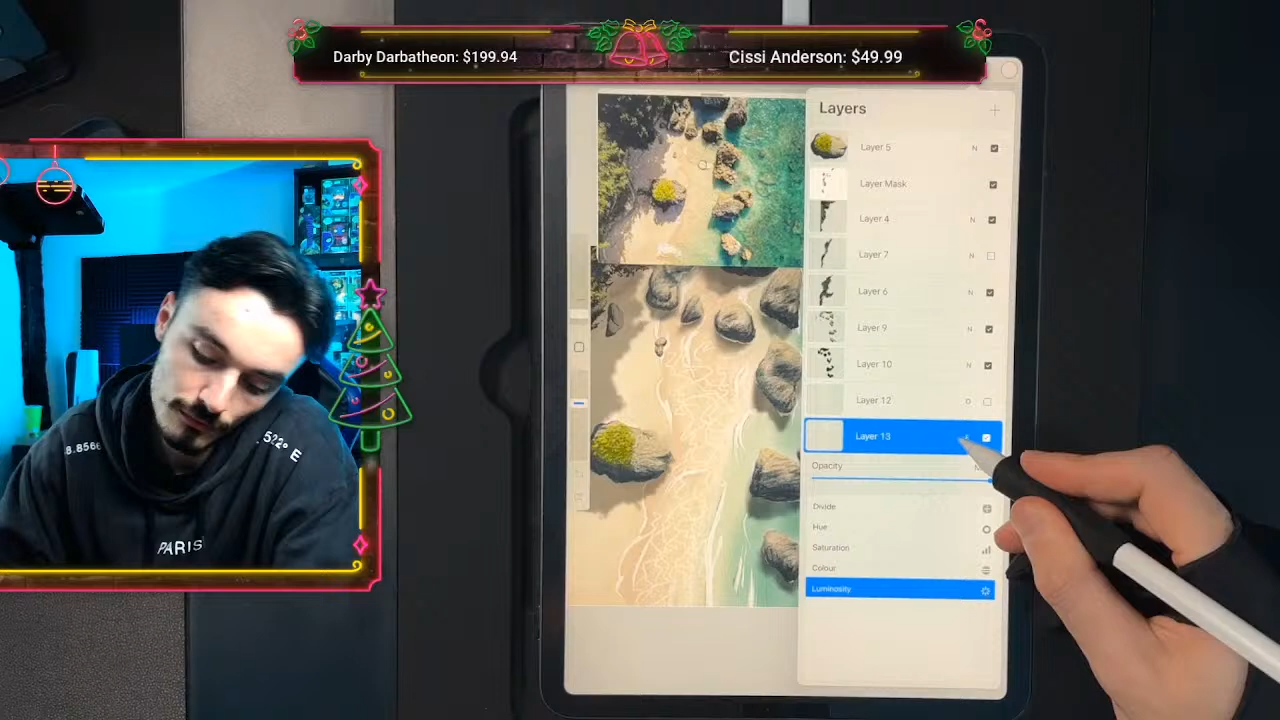 Darby Darbatheon: $199.94
Cissi Anderson: $49.99
Layers
Layer 5
N
Layer Mask
Layer 4
N
Layer 7
N
Layer 6
N
Layer 9
N
Layer 10
N
Layer 12
Layer 13
Opacity
Divide
Hue
Saturation
Colour
Luminosity
522° E
PARIS